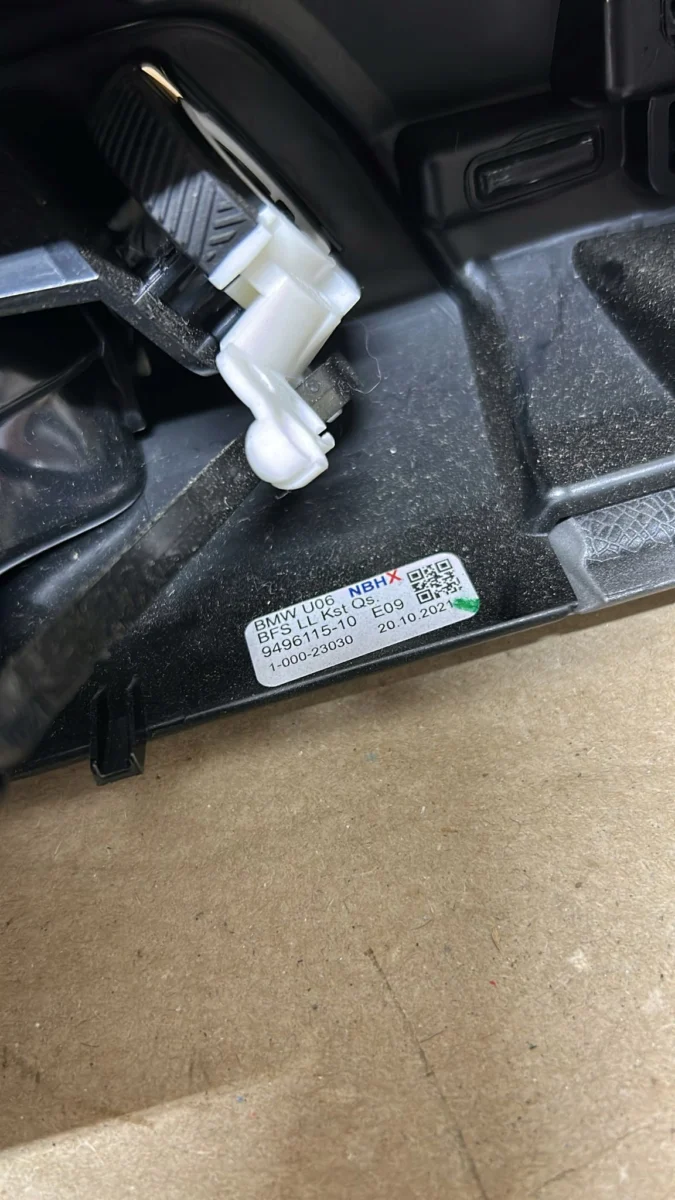 BMW U06 NBHX
BFS LL Kst Qs.
9496115-10 E09
1-000-23030 20.10.2021